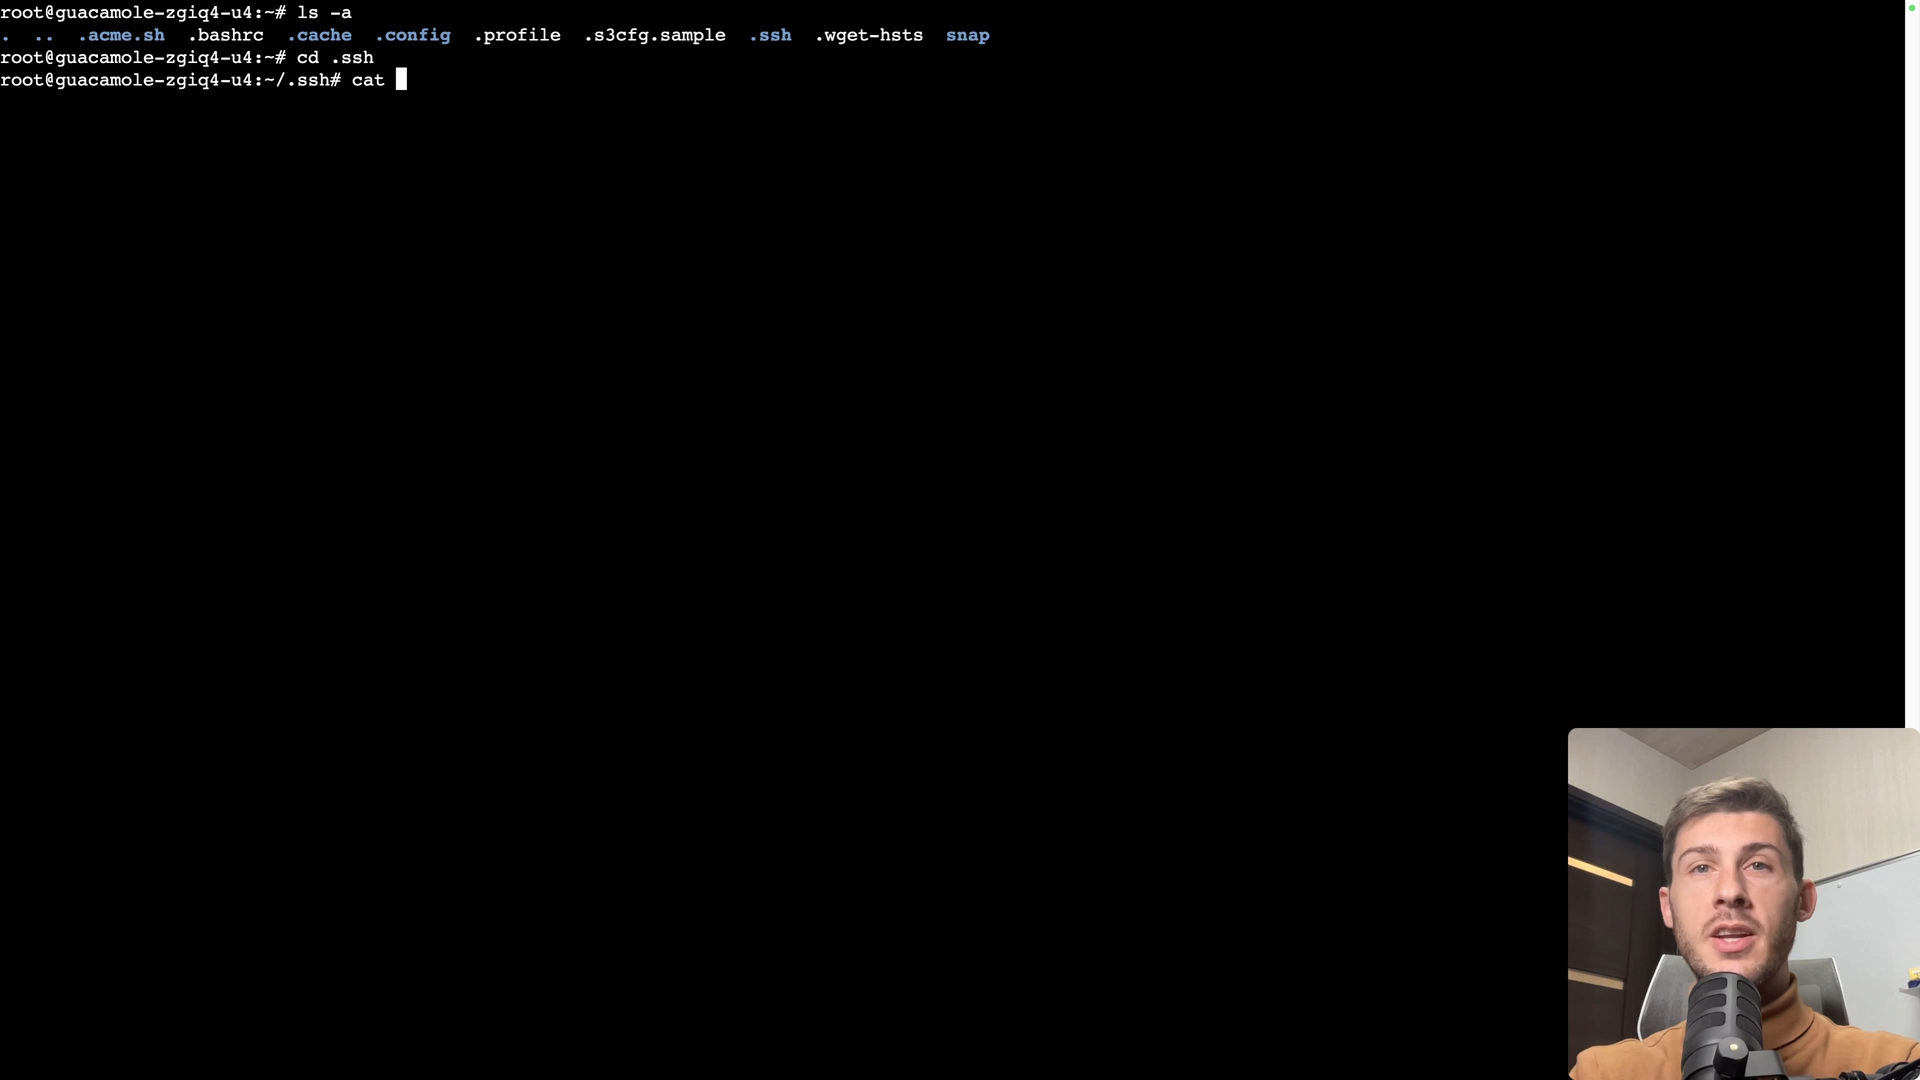 root@guacamole-zgiq4-u4:~# ls -a
.  ..  .acme.sh  .bashrc  .cache  .config  .profile  .s3cfg.sample  .ssh  .wget-hsts  snap
root@guacamole-zgiq4-u4:~# cd .ssh
root@guacamole-zgiq4-u4:~/.ssh# cat